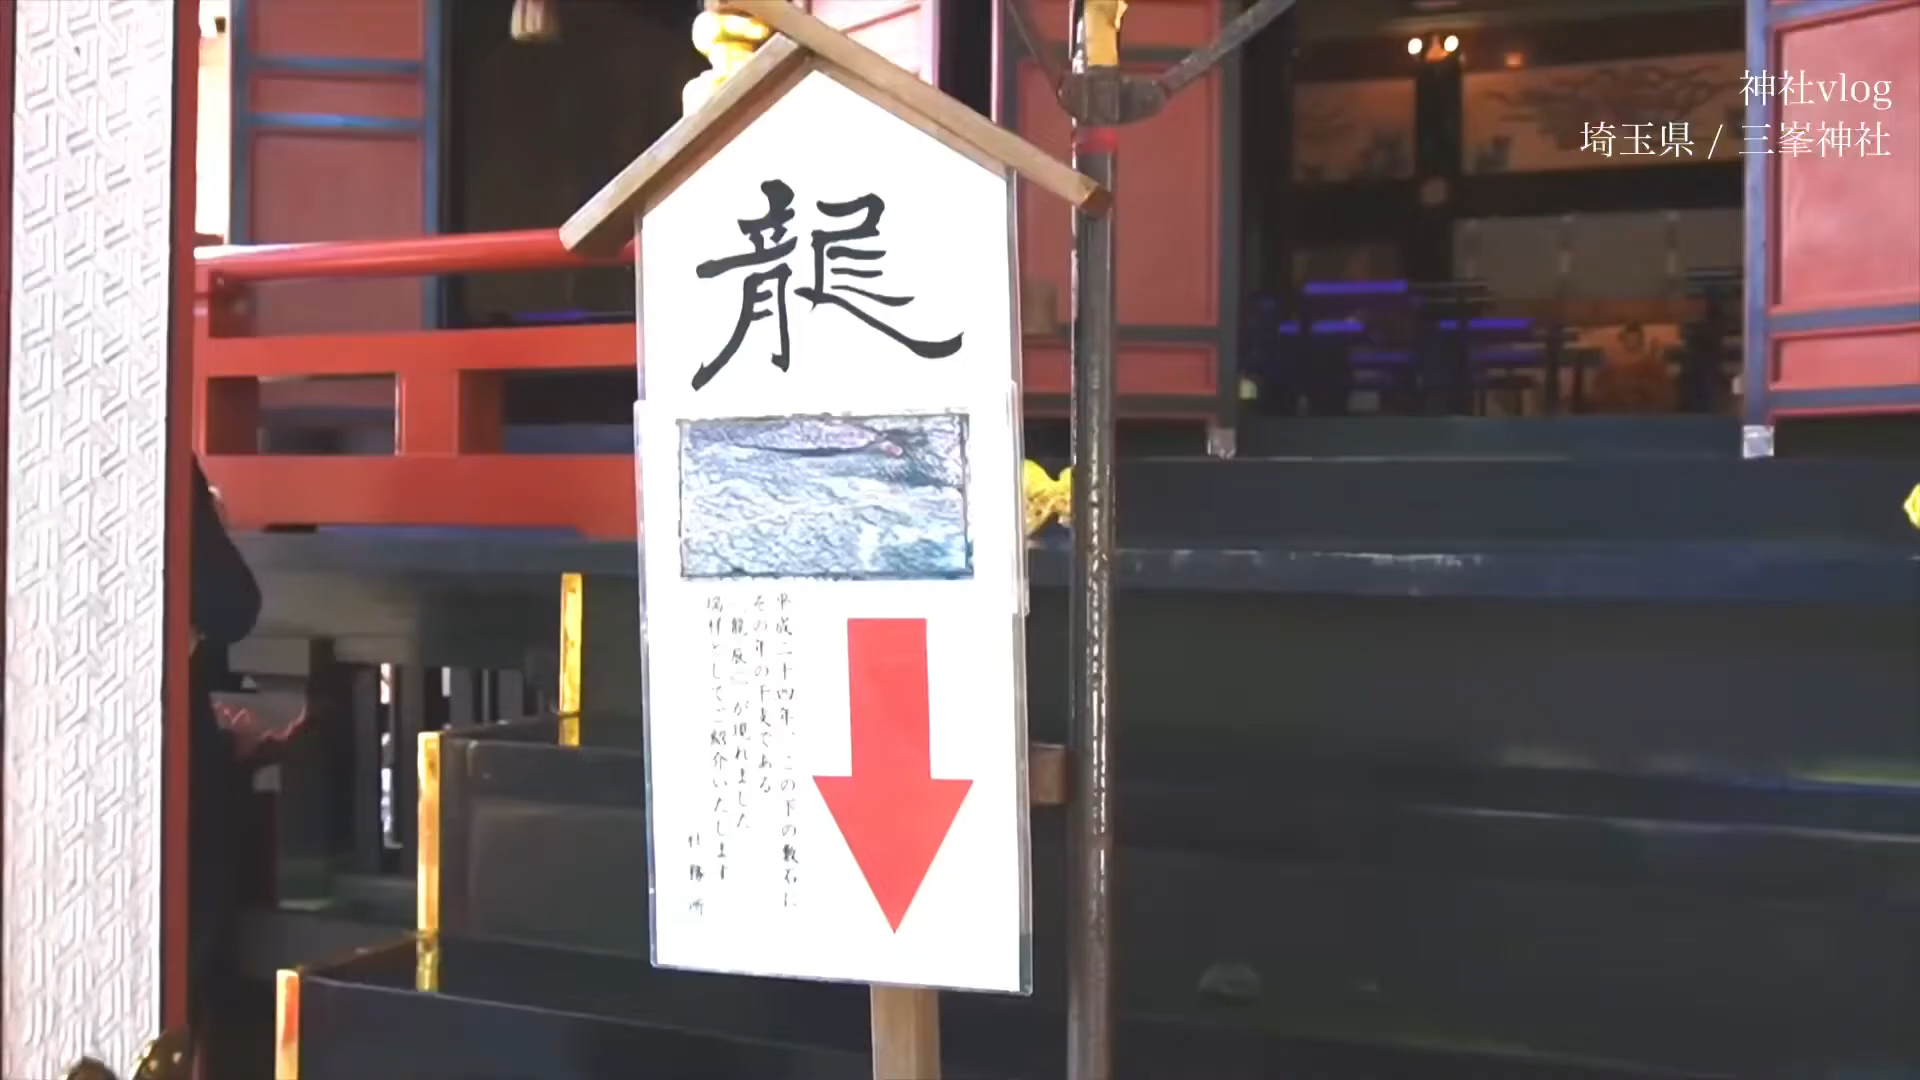 神社vlog
埼玉県 / 三峯神社
龍
平成二十四年、この下の敷石に
その年の干支である
「龍・辰」が現れました
瑞祥としてご紹介いたします
社務所